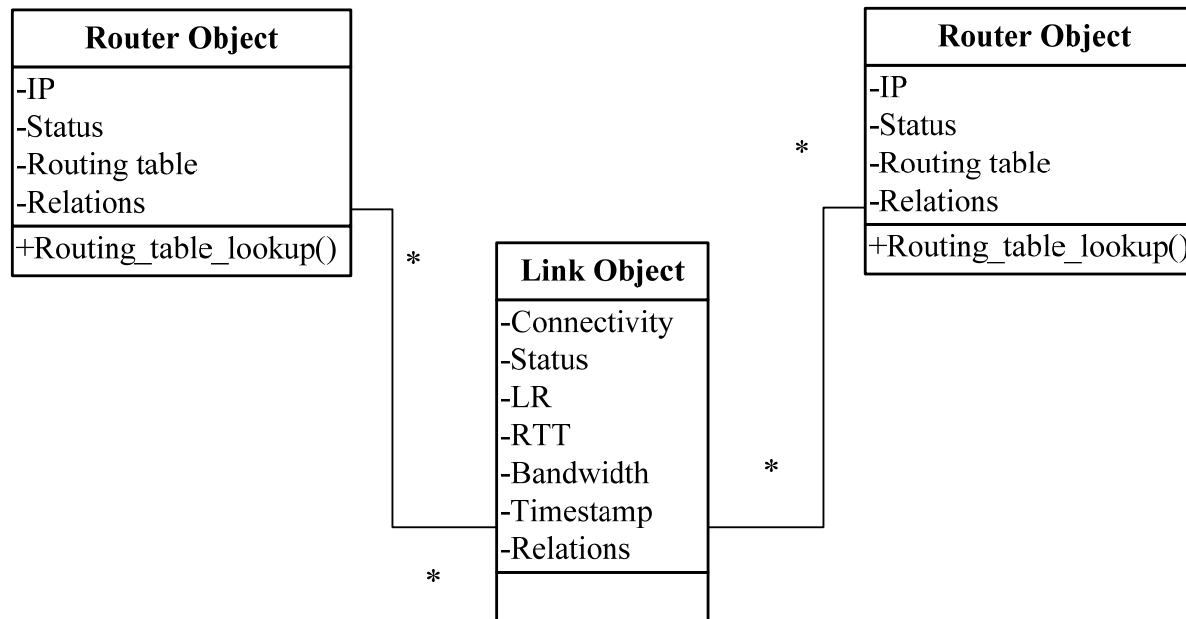 Router Object
-IP
-Status
-Routing table
-Relations
+Routing_table_lookup()
*
*
Link Object
-Connectivity
-Status
-LR
-RTT
-Bandwidth
-Timestamp
-Relations
*
*
Router Object
-IP
-Status
-Routing table
-Relations
+Routing_table_lookup()